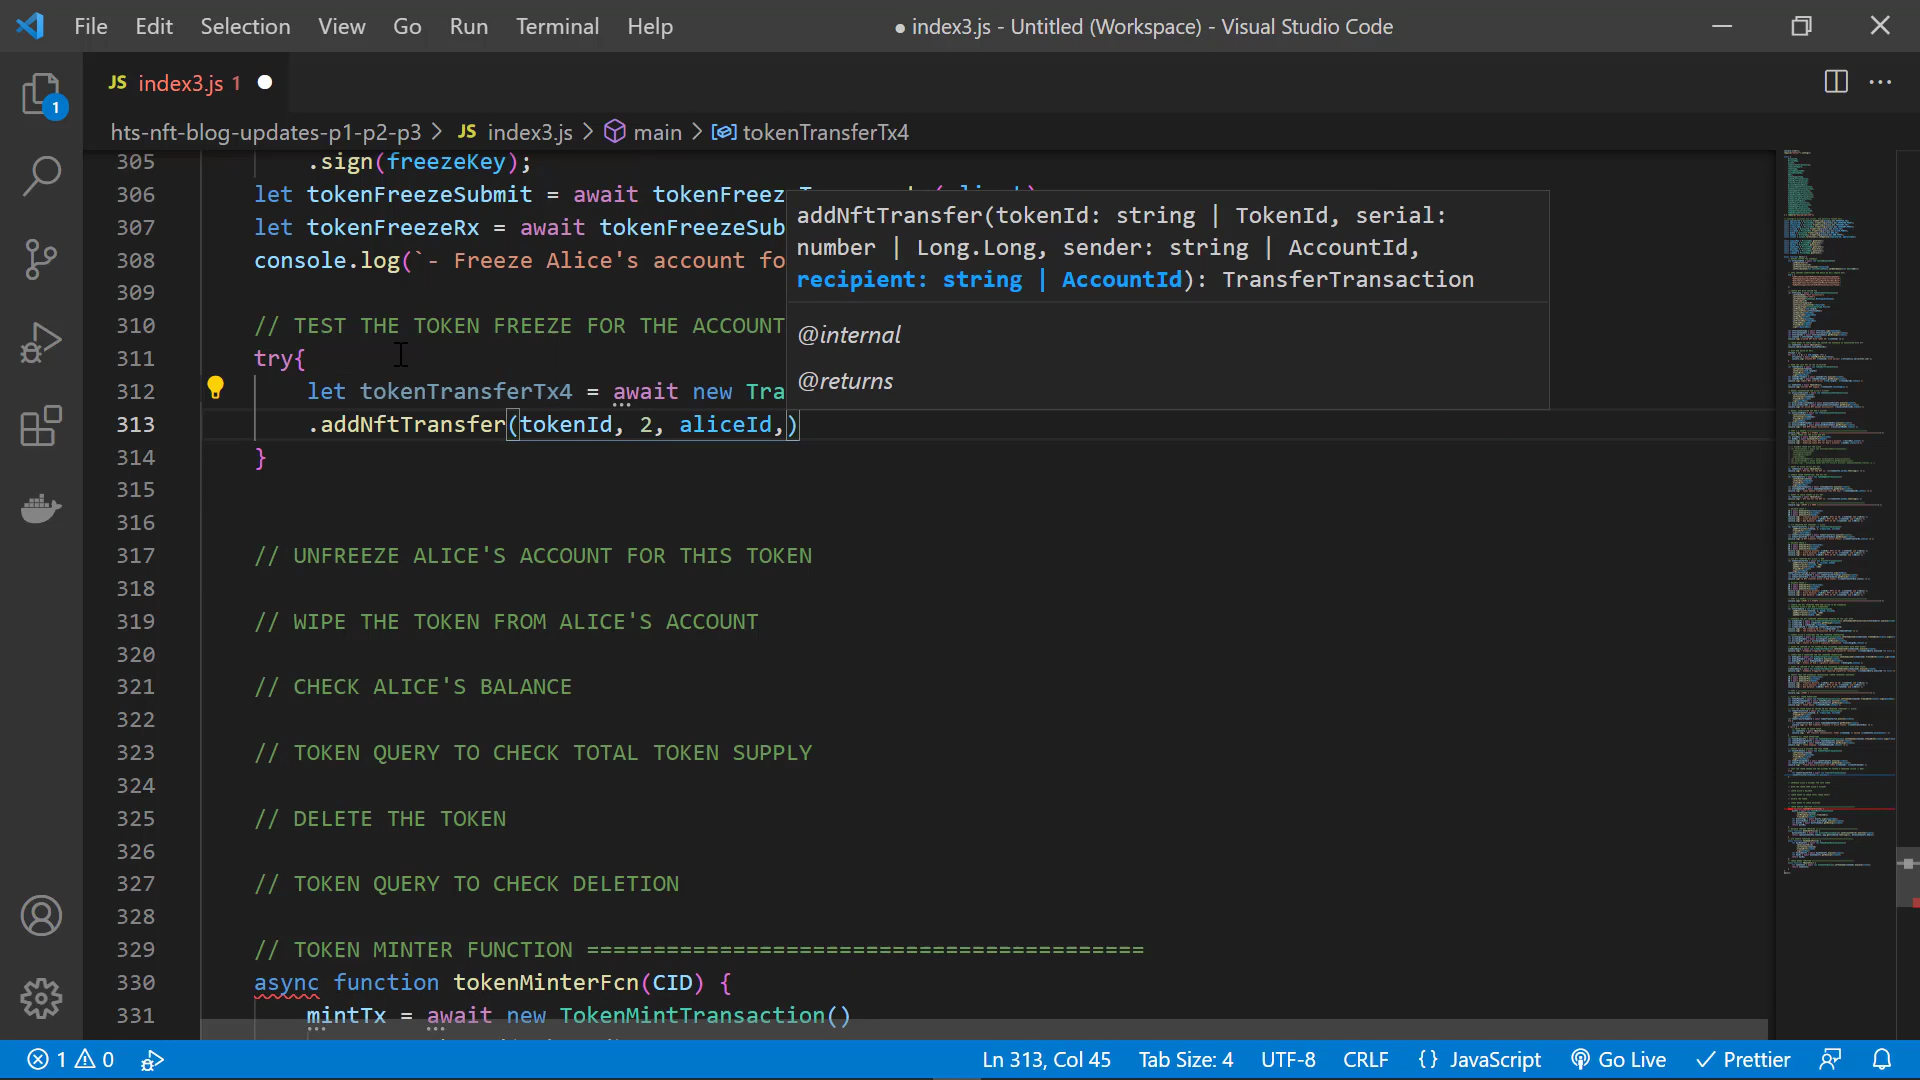 File Edit Selection View Go Run Terminal Help
● index3.js - Untitled (Workspace) - Visual Studio Code
JS index3.js 1
1
hts-nft-blog-updates-p1-p2-p3 > JS index3.js > main > tokenTransferTx4
305 .sign(freezeKey);
306 let tokenFreezeSubmit = await tokenFreez
307 let tokenFreezeRx = await tokenFreezeSub
308 console.log(`- Freeze Alice's account fo
309
310 // TEST THE TOKEN FREEZE FOR THE ACCOUNT
311 try{
312 let tokenTransferTx4 = await new Tra
313 .addNftTransfer(tokenId, 2, aliceId,)
314 }
315
316
317 // UNFREEZE ALICE'S ACCOUNT FOR THIS TOKEN
318
319 // WIPE THE TOKEN FROM ALICE'S ACCOUNT
320
321 // CHECK ALICE'S BALANCE
322
323 // TOKEN QUERY TO CHECK TOTAL TOKEN SUPPLY
324
325 // DELETE THE TOKEN
326
327 // TOKEN QUERY TO CHECK DELETION
328
329 // TOKEN MINTER FUNCTION ==========================================
330 async function tokenMinterFcn(CID) {
331 mintTx = await new TokenMintTransaction()
addNftTransfer(tokenId: string | TokenId, serial:
number | Long.Long, sender: string | AccountId,
recipient: string | AccountId): TransferTransaction
@internal
@returns
1 0
Ln 313, Col 45 Tab Size: 4 UTF-8 CRLF {} JavaScript Go Live ✓ Prettier